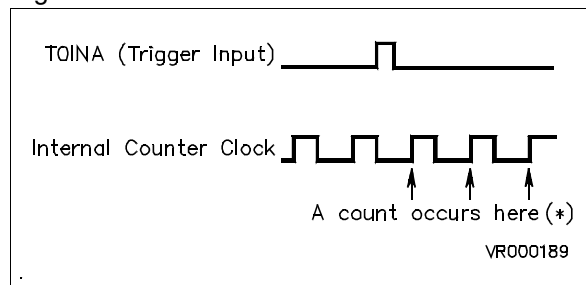 T0INA (Trigger Input)
Internal Counter Clock
A count occurs here (*)
VR000189